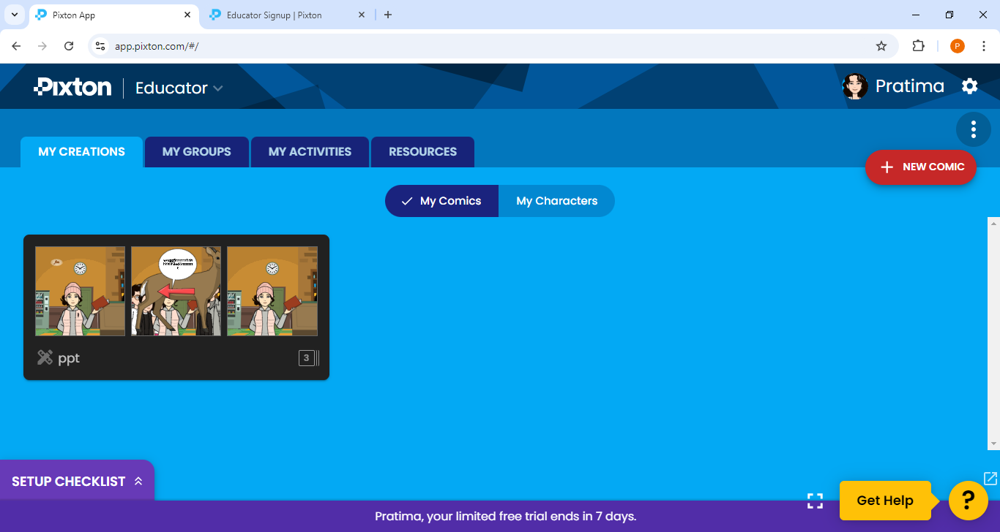 Pixton App
Educator Signup | Pixton
app.pixton.com/#/
P
Pixton Educator
Pratima
MY CREATIONS
MY GROUPS
MY ACTIVITIES
RESOURCES
NEW COMIC
My Comics
My Characters
ppt
3
SETUP CHECKLIST
Get Help
?
Pratima, your limited free trial ends in 7 days.